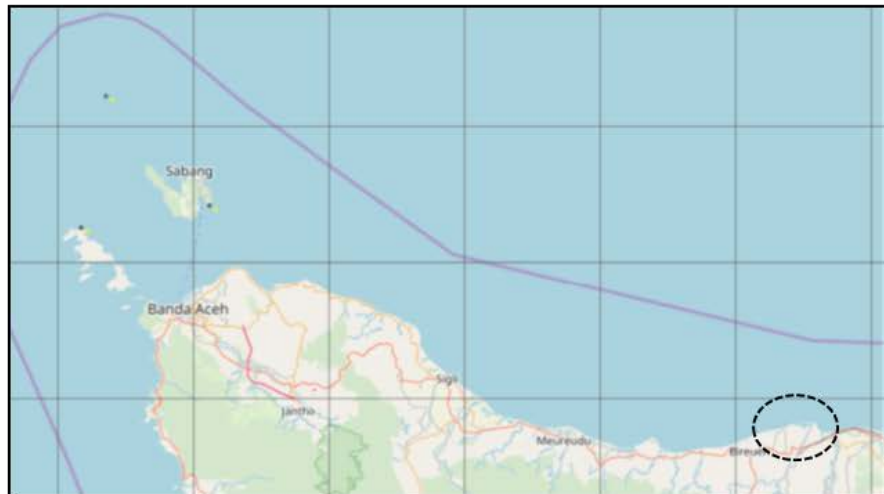 Sabang
Banda Aceh
Sigli
Jantho
Meureudu
Bireuen